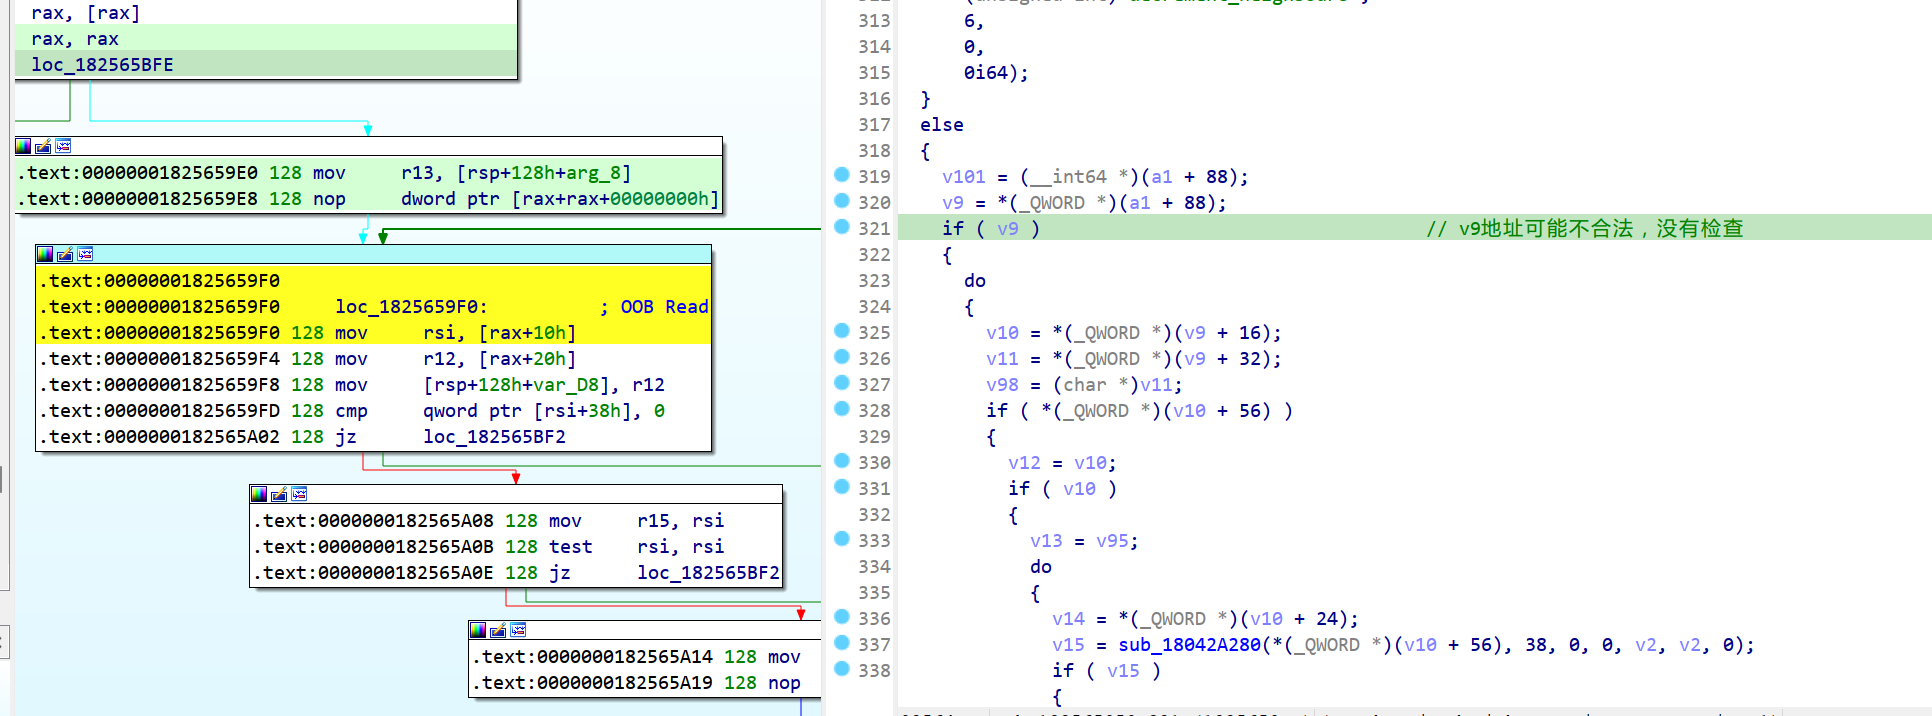 rax, [rax]
rax, rax
loc_182565BFE
.text:00000001825659E0 128 mov r13, [rsp+128h+arg_8]
.text:00000001825659E8 128 nop dword ptr [rax+rax+00000000h]
.text:00000001825659F0
.text:00000001825659F0 loc_1825659F0: ; OOB Read
.text:00000001825659F0 128 mov rsi, [rax+10h]
.text:00000001825659F4 128 mov r12, [rax+20h]
.text:00000001825659F8 128 mov [rsp+128h+var_D8], r12
.text:00000001825659FD 128 cmp qword ptr [rsi+38h], 0
.text:0000000182565A02 128 jz loc_182565BF2
.text:0000000182565A08 128 mov r15, rsi
.text:0000000182565A0B 128 test rsi, rsi
.text:0000000182565A0E 128 jz loc_182565BF2
.text:0000000182565A14 128 mov
.text:0000000182565A19 128 nop
313 6,
314 0,
315 0i64);
316 }
317 else
318 {
319 v101 = (__int64 *)(a1 + 88);
320 v9 = *(_QWORD *)(a1 + 88);
321 if ( v9 ) // v9地址可能不合法，没有检查
322 {
323 do
324 {
325 v10 = *(_QWORD *)(v9 + 16);
326 v11 = *(_QWORD *)(v9 + 32);
327 v98 = (char *)v11;
328 if ( *(_QWORD *)(v10 + 56) )
329 {
330 v12 = v10;
331 if ( v10 )
332 {
333 v13 = v95;
334 do
335 {
336 v14 = *(_QWORD *)(v10 + 24);
337 v15 = sub_18042A280(*(_QWORD *)(v10 + 56), 38, 0, 0, v2, v2, 0);
338 if ( v15 )
{